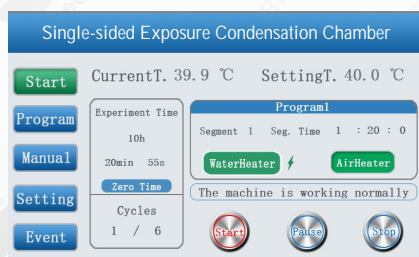 Single-sided Exposure Condensation Chamber
Start
CurrentT. 39.9 ℃ SettingT. 40.0 ℃
Program
Experiment Time
10h
20min 55s
Zero Time
Cycles
1 / 6
Program1
Segment 1 Seg. Time 1 : 20 : 0
WaterHeater AirHeater
The machine is working normally
Manual
Setting
Event
Start Pause Stop